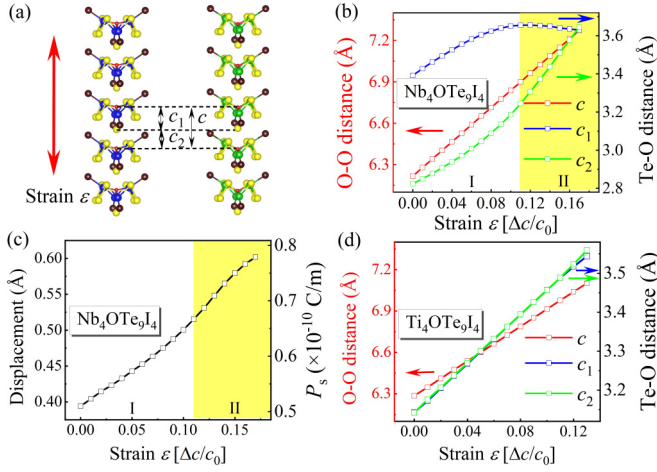 (a)
c₁
c
c₂
Strain ε
(b)
O-O distance (Å)
7.2
6.9
6.6
6.3
Nb₄OTe₉I₄
c
c₁
c₂
I
II
3.6
3.4
3.2
3.0
2.8
Te-O distance (Å)
0.00
0.04
0.08
0.12
0.16
Strain ε [Δc/c₀]
(c)
Displacement (Å)
0.60
0.55
0.50
0.45
0.40
Nb₄OTe₉I₄
I
II
0.8
0.7
0.6
0.5
Pₛ (×10⁻¹⁰ C/m)
0.00
0.05
0.10
0.15
Strain ε [Δc/c₀]
(d)
O-O distance (Å)
7.2
6.9
6.6
6.3
6.0
Ti₄OTe₉I₄
c
c₁
c₂
3.5
3.4
3.3
3.2
Te-O distance (Å)
0.00
0.04
0.08
0.12
Strain ε [Δc/c₀]